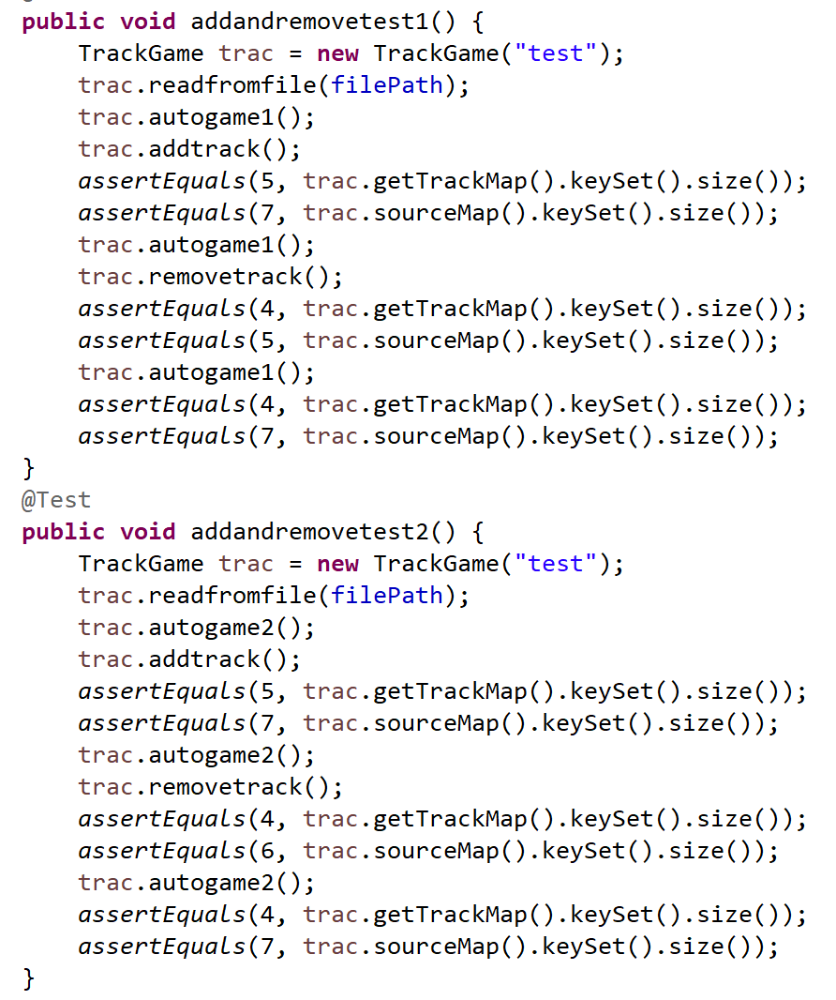 public void addandremovetest1() {
    TrackGame trac = new TrackGame("test");
    trac.readfromfile(filePath);
    trac.autogame1();
    trac.addtrack();
    assertEquals(5, trac.getTrackMap().keySet().size());
    assertEquals(7, trac.sourceMap().keySet().size());
    trac.autogame1();
    trac.removetrack();
    assertEquals(4, trac.getTrackMap().keySet().size());
    assertEquals(5, trac.sourceMap().keySet().size());
    trac.autogame1();
    assertEquals(4, trac.getTrackMap().keySet().size());
    assertEquals(7, trac.sourceMap().keySet().size());
}
@Test
public void addandremovetest2() {
    TrackGame trac = new TrackGame("test");
    trac.readfromfile(filePath);
    trac.autogame2();
    trac.addtrack();
    assertEquals(5, trac.getTrackMap().keySet().size());
    assertEquals(7, trac.sourceMap().keySet().size());
    trac.autogame2();
    trac.removetrack();
    assertEquals(4, trac.getTrackMap().keySet().size());
    assertEquals(6, trac.sourceMap().keySet().size());
    trac.autogame2();
    assertEquals(4, trac.getTrackMap().keySet().size());
    assertEquals(7, trac.sourceMap().keySet().size());
}